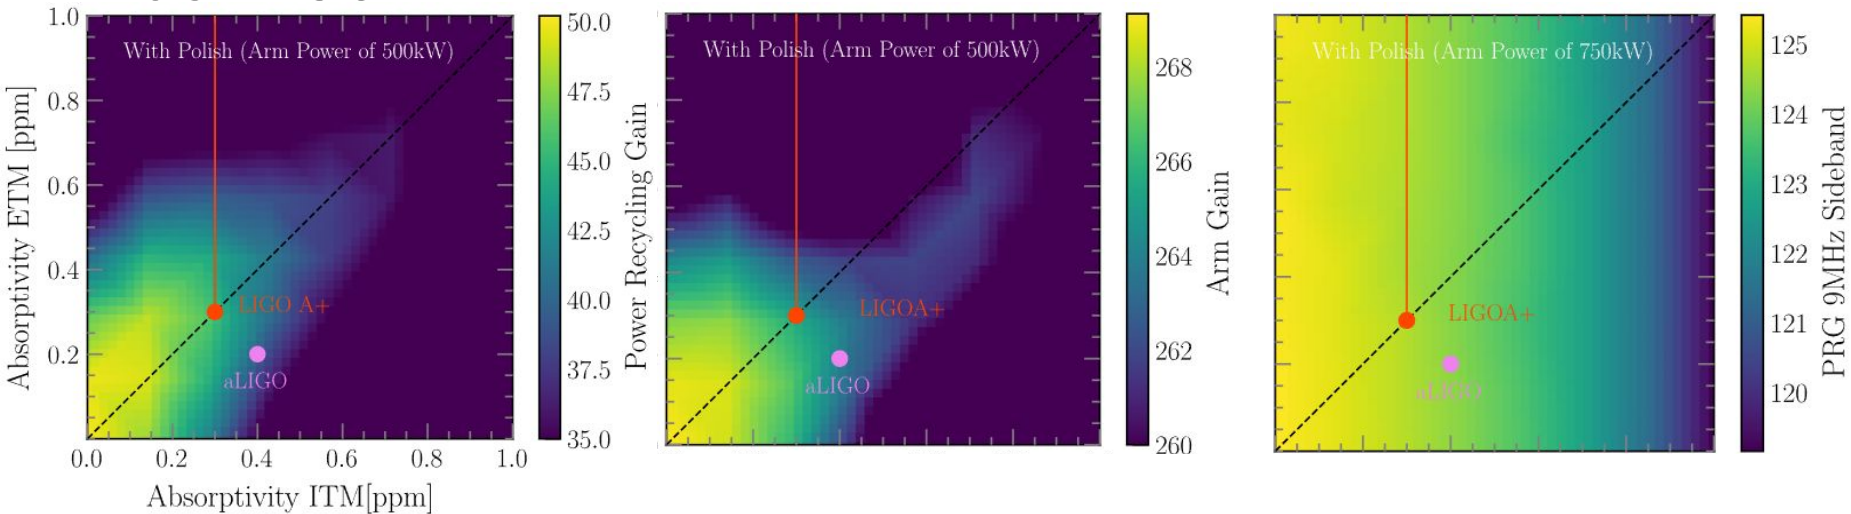 With Polish (Arm Power of 500kW)
LIGO A+
aLIGO
1.0
0.8
0.6
0.4
0.2
0.0 0.2 0.4 0.6 0.8 1.0
Absorptivity ETM [ppm]
Absorptivity ITM[ppm]
50.0
47.5
45.0
42.5
40.0
37.5
35.0
Power Recycling Gain
With Polish (Arm Power of 500kW)
LIGOA+
aLIGO
268
266
264
262
260
Arm Gain
With Polish (Arm Power of 750kW)
LIGOA+
aLIGO
125
124
123
122
121
120
PRG 9MHz Sideband